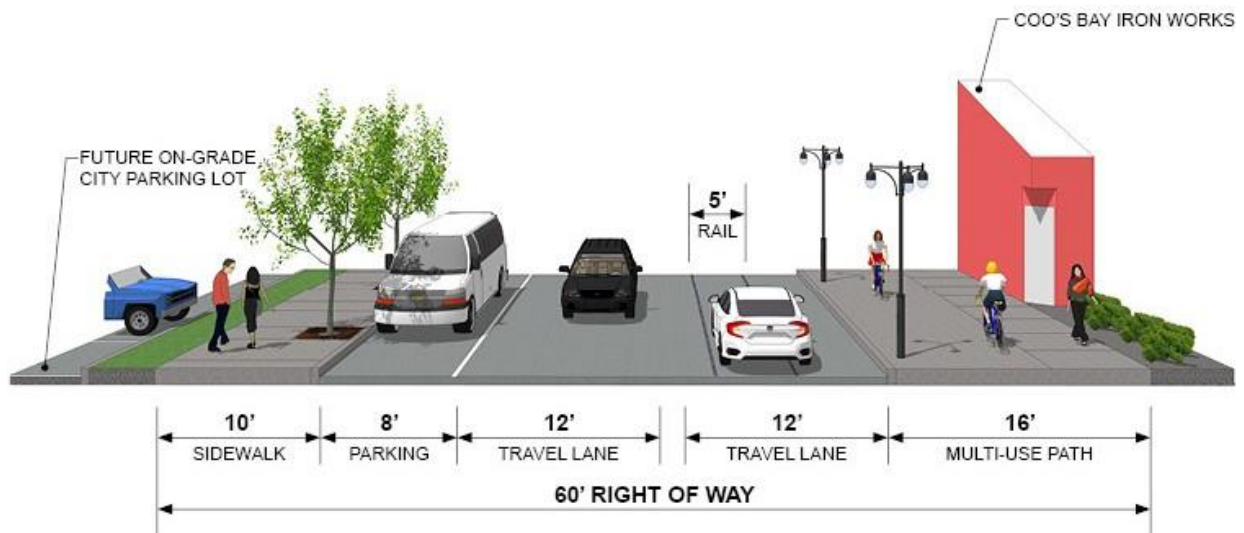 COO'S BAY IRON WORKS
FUTURE ON-GRADE
CITY PARKING LOT
5'
RAIL
10'
SIDEWALK
8'
PARKING
12'
TRAVEL LANE
12'
TRAVEL LANE
16'
MULTI-USE PATH
60' RIGHT OF WAY